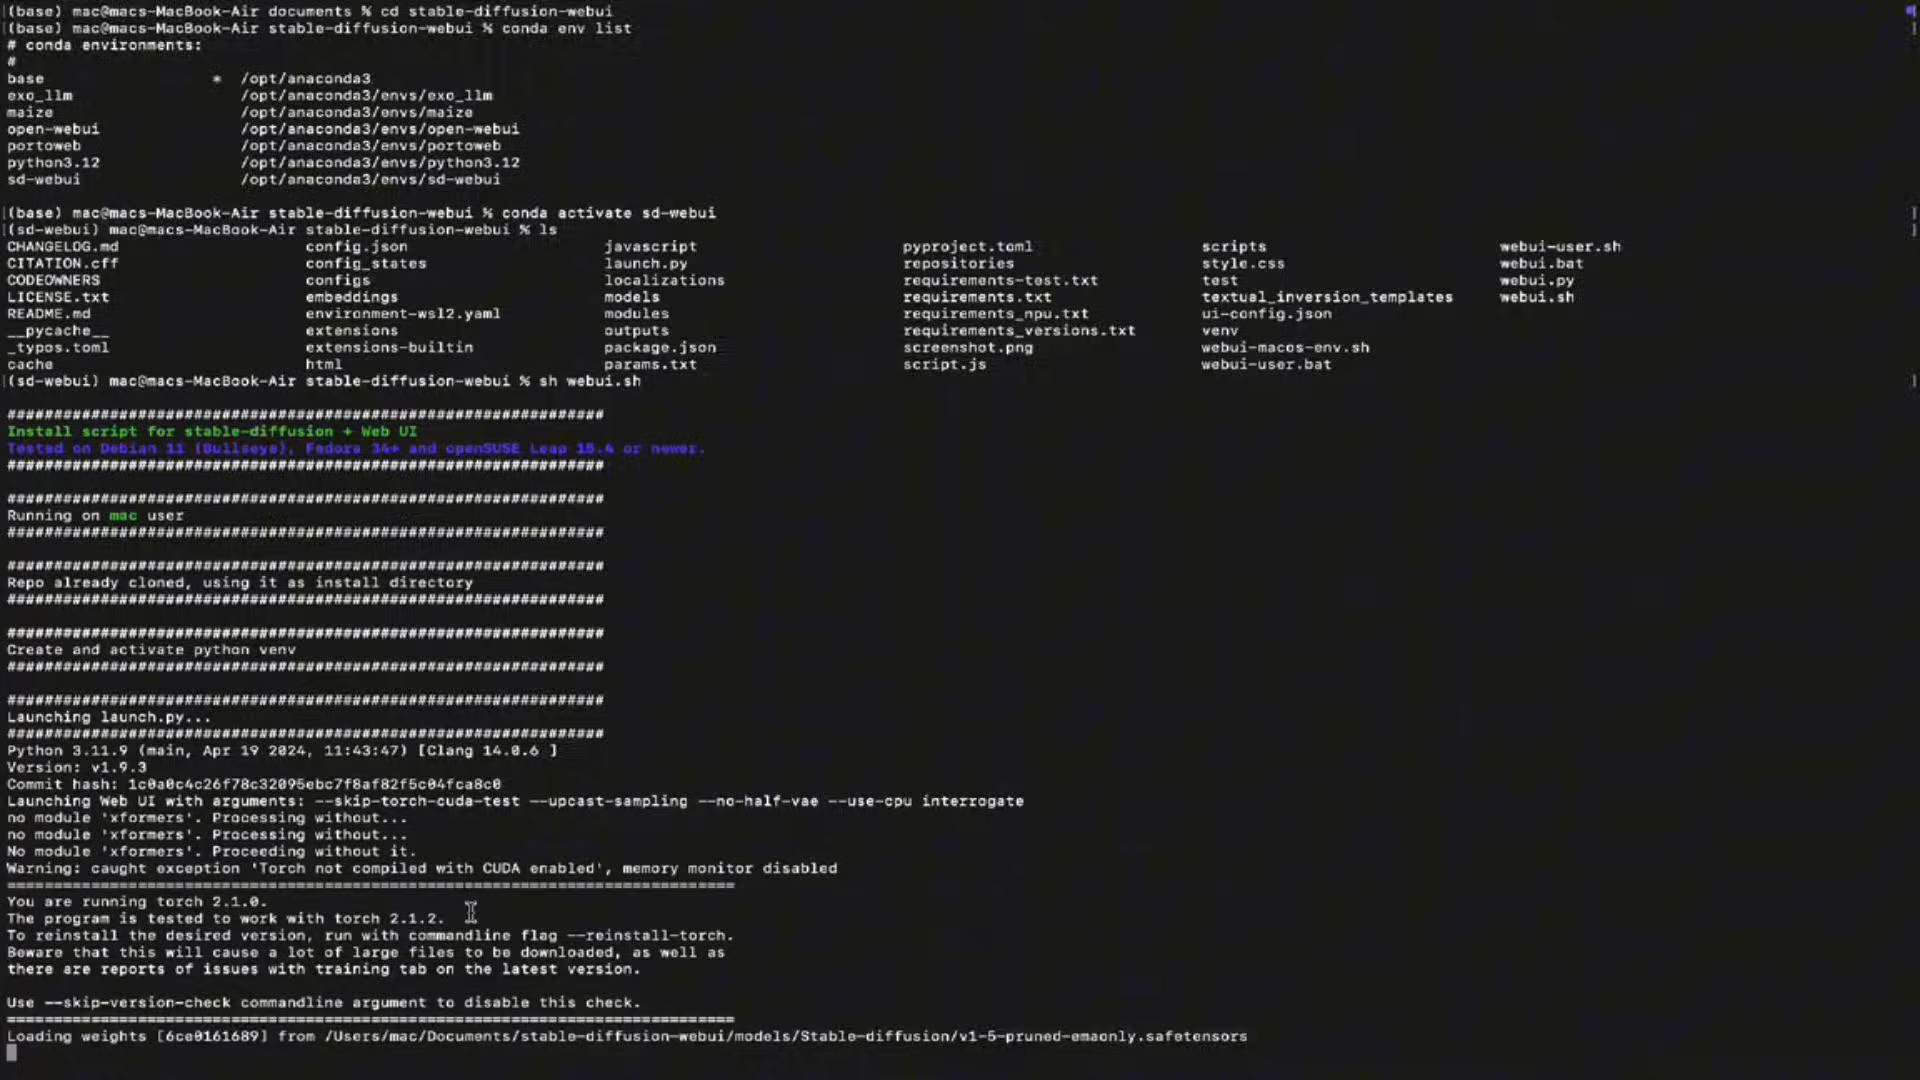 (base) mac@macs-MacBook-Air documents % cd stable-diffusion-webui
(base) mac@macs-MacBook-Air stable-diffusion-webui % conda env list
# conda environments:
#
base * /opt/anaconda3
exo_llm /opt/anaconda3/envs/exo_llm
maize /opt/anaconda3/envs/maize
open-webui /opt/anaconda3/envs/open-webui
portoweb /opt/anaconda3/envs/portoweb
python3.12 /opt/anaconda3/envs/python3.12
sd-webui /opt/anaconda3/envs/sd-webui
(base) mac@macs-MacBook-Air stable-diffusion-webui % conda activate sd-webui
(sd-webui) mac@macs-MacBook-Air stable-diffusion-webui % ls
CHANGELOG.md config.json javascript pyproject.toml scripts webui-user.sh
CITATION.cff config_states launch.py repositories style.css webui.bat
CODEOWNERS configs localizations requirements-test.txt test webui.py
LICENSE.txt embeddings models requirements.txt textual_inversion_templates webui.sh
README.md environment-wsl2.yaml modules requirements_npu.txt ui-config.json
__pycache__ extensions outputs requirements_versions.txt venv
_typos.toml extensions-builtin package.json screenshot.png webui-macos-env.sh
cache html params.txt script.js webui-user.bat
(sd-webui) mac@macs-MacBook-Air stable-diffusion-webui % sh webui.sh
################################################################
Install script for stable-diffusion + Web UI
Tested on Debian 11 (Bullseye), Fedora 34+ and openSUSE Leap 15.4 or newer.
################################################################
################################################################
Running on mac user
################################################################
################################################################
Repo already cloned, using it as install directory
################################################################
################################################################
Create and activate python venv
################################################################
################################################################
Launching launch.py...
################################################################
Python 3.11.9 (main, Apr 19 2024, 11:43:47) [Clang 14.0.6 ]
Version: v1.9.3
Commit hash: 1c0a0c4c26f78c32095ebc7f8af82f5c04fca8c0
Launching Web UI with arguments: --skip-torch-cuda-test --upcast-sampling --no-half-vae --use-cpu interrogate
no module 'xformers'. Processing without...
no module 'xformers'. Processing without...
No module 'xformers'. Proceeding without it.
Warning: caught exception 'Torch not compiled with CUDA enabled', memory monitor disabled
==============================================================================
You are running torch 2.1.0.
The program is tested to work with torch 2.1.2.
To reinstall the desired version, run with commandline flag --reinstall-torch.
Beware that this will cause a lot of large files to be downloaded, as well as
there are reports of issues with training tab on the latest version.
Use --skip-version-check commandline argument to disable this check.
==============================================================================
Loading weights [6ce0161689] from /Users/mac/Documents/stable-diffusion-webui/models/Stable-diffusion/v1-5-pruned-emaonly.safetensors